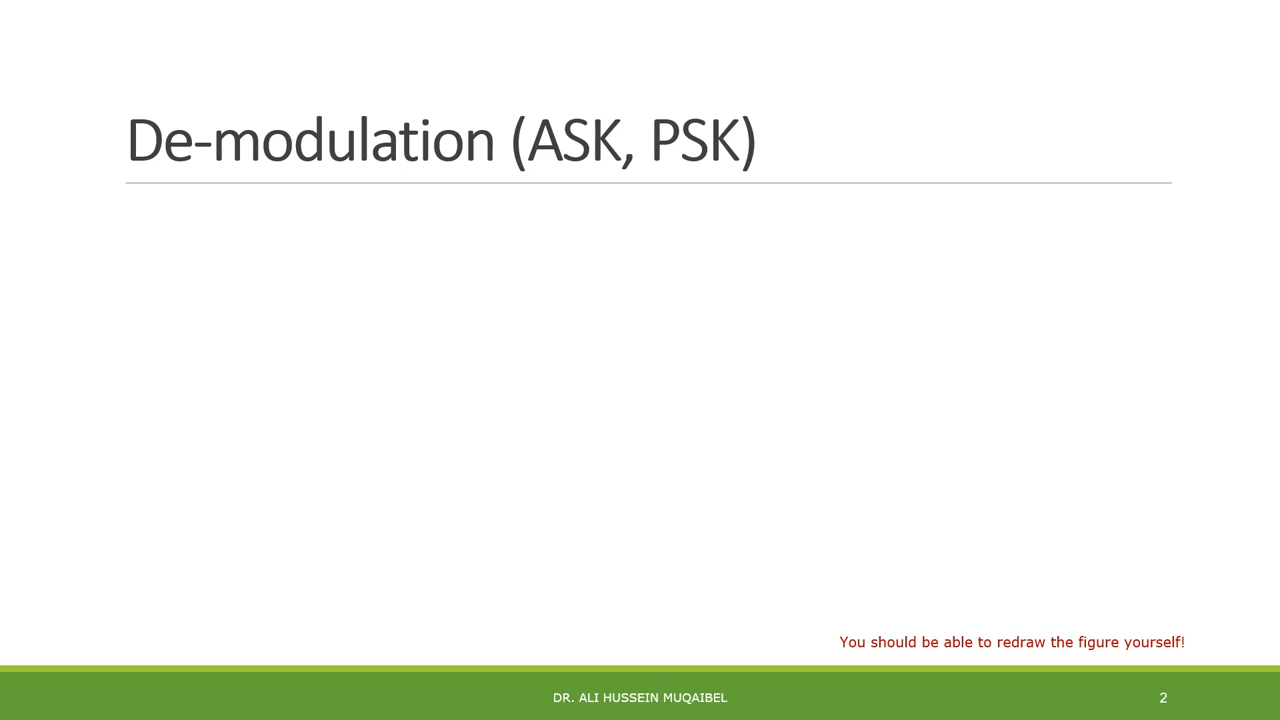 De-modulation (ASK, PSK)
You should be able to redraw the figure yourself!
DR. ALI HUSSEIN MUQAIBEL
2